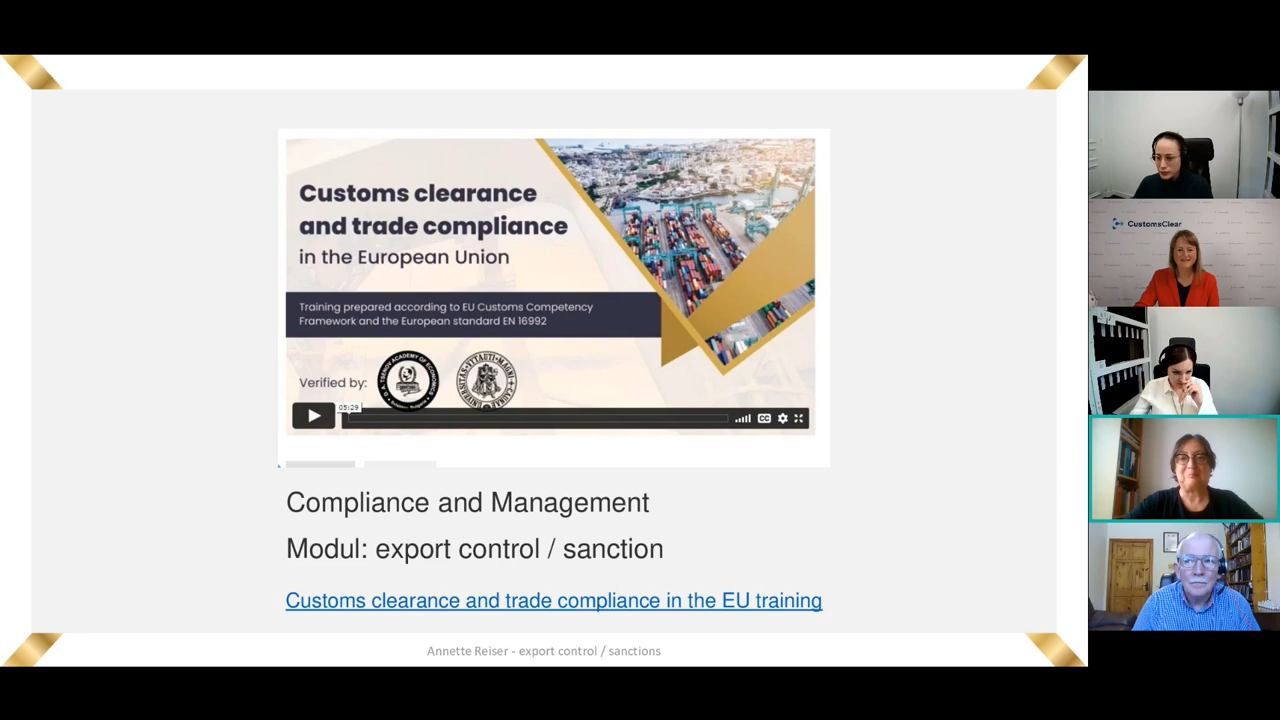 Customs clearance
and trade compliance
in the European Union
Training prepared according to EU Customs Competency
Framework and the European standard EN 16992
Verified by:
05:29
CC
Compliance and Management
Modul: export control / sanction
Customs clearance and trade compliance in the EU training
Annette Reiser - export control / sanctions
CustomsClear